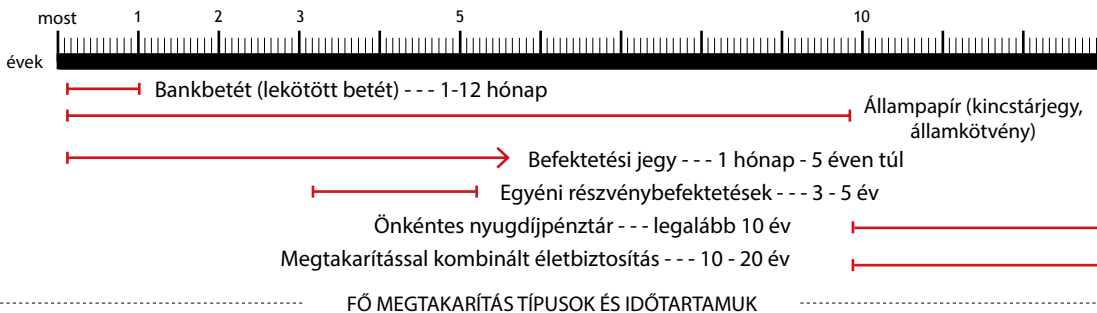 most 1 2 3 5 10
évek
Bankbetét (lekötött betét) - - - 1-12 hónap
Állampapír (kincstárjegy,
államkötvény)
Befektetési jegy - - - 1 hónap - 5 éven túl
Egyéni részvénybefektetések - - - 3 - 5 év
Önkéntes nyugdíjpénztár - - - legalább 10 év
Megtakarítással kombinált életbiztosítás - - - 10 - 20 év
FŐ MEGTAKARÍTÁS TÍPUSOK ÉS IDŐTARTAMUK